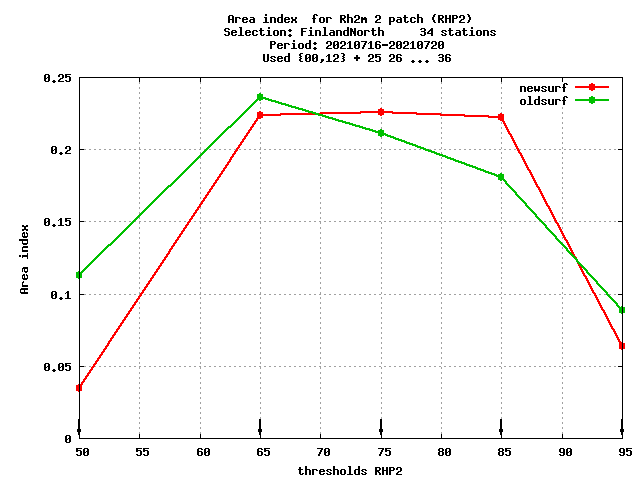 Area index  for Rh2m 2 patch (RHP2)
Selection: FinlandNorth     34 stations
Period: 20210716-20210720
Used {00,12} + 25 26 ... 36
newsurf
oldsurf
0.25
0.2
0.15
0.1
0.05
0
Area index
50 55 60 65 70 75 80 85 90 95
thresholds RHP2